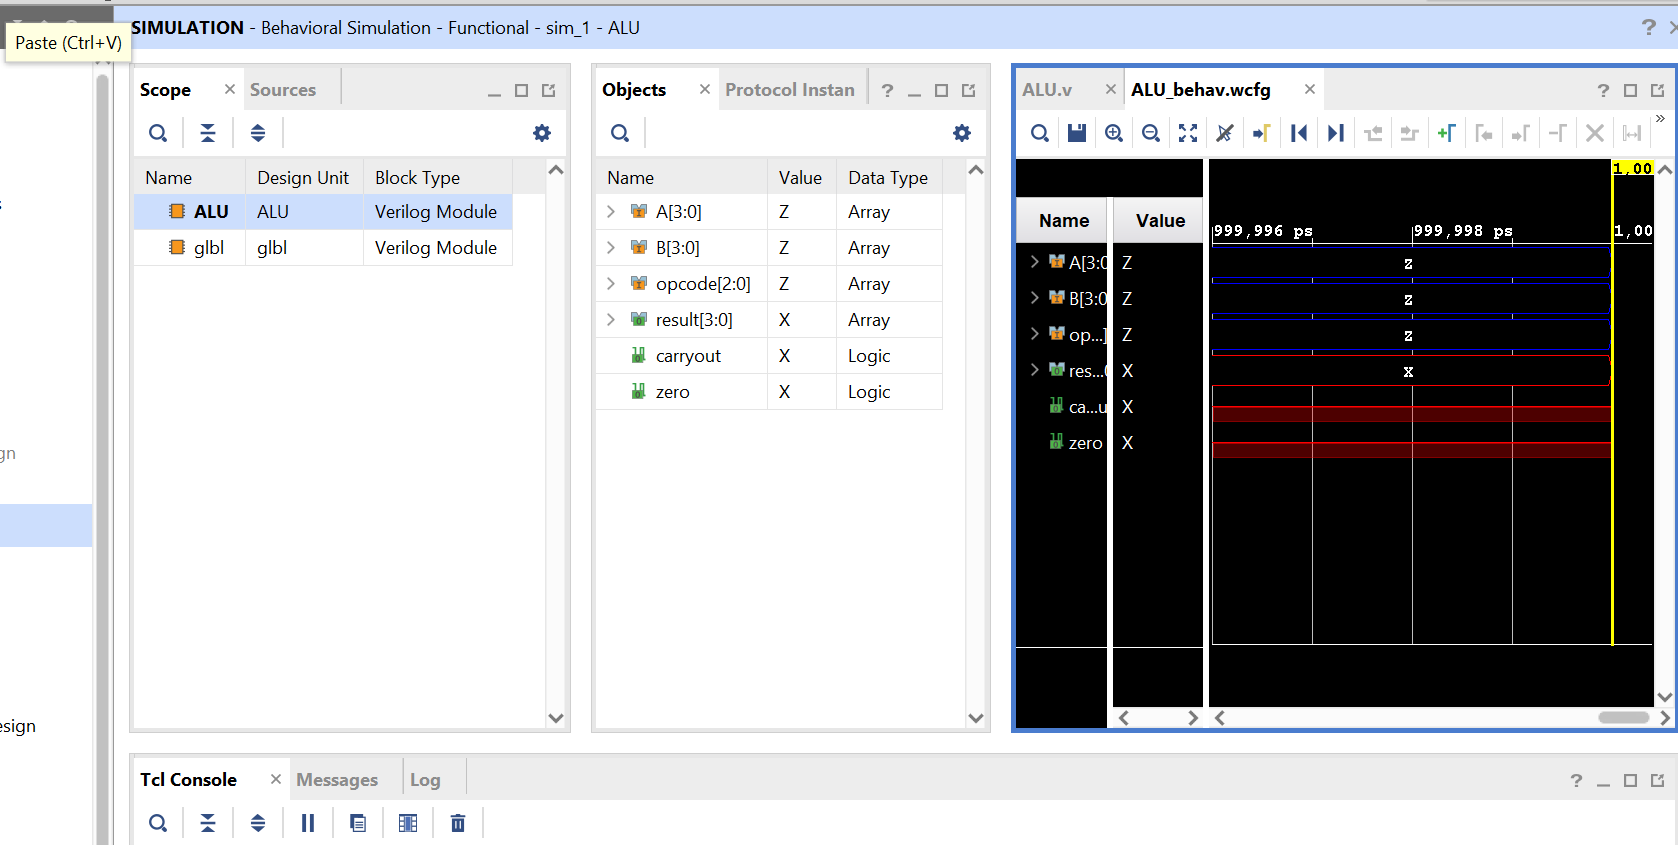 SIMULATION - Behavioral Simulation - Functional - sim_1 - ALU
?
Paste (Ctrl+V)
gn
esign
Scope
Sources
Name Design Unit Block Type
ALU ALU Verilog Module
glbl glbl Verilog Module
Objects
Protocol Instan
?
Name Value Data Type
A[3:0] Z Array
B[3:0] Z Array
opcode[2:0] Z Array
result[3:0] X Array
carryout X Logic
zero X Logic
ALU.v
ALU_behav.wcfg
?
»
Name Value
1,00
999,996 ps 999,998 ps 1,00
A[3:0 Z Z
B[3:0 Z Z
op...] Z Z
res...0 X X
ca...u X
zero X
Tcl Console
Messages
Log
?